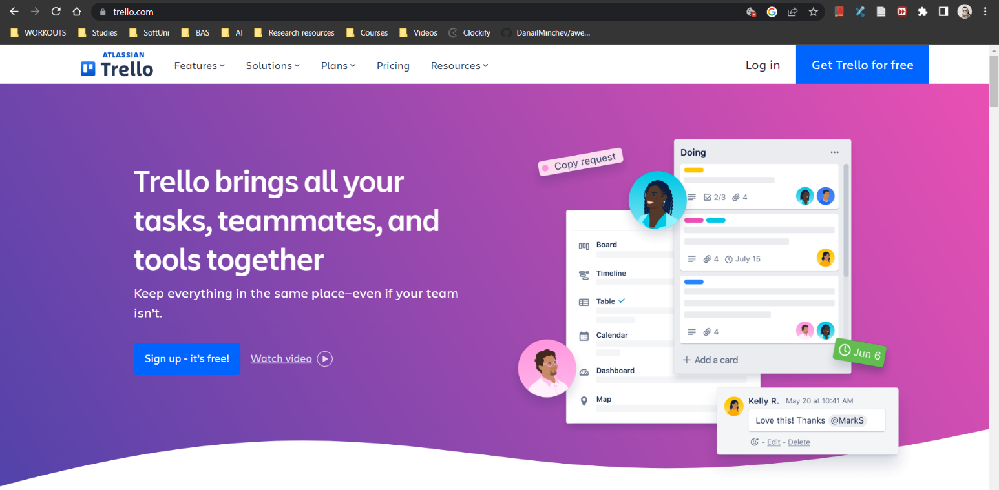 trello.com
WORKOUTS Studies SoftUni BAS AI Research resources Courses Videos Clockify DanailMinchev/awe...
ATLASSIAN
Trello
Features Solutions Plans Pricing Resources Log in Get Trello for free
Trello brings all your
tasks, teammates, and
tools together
Keep everything in the same place—even if your team
isn’t.
Sign up - it’s free! Watch video
Copy request
Doing
2/3 4
4 July 15
4
Add a card
Jun 6
Board
Timeline
Table
Calendar
Dashboard
Map
Kelly R. May 20 at 10:41 AM
Love this! Thanks @MarkS
- Edit - Delete